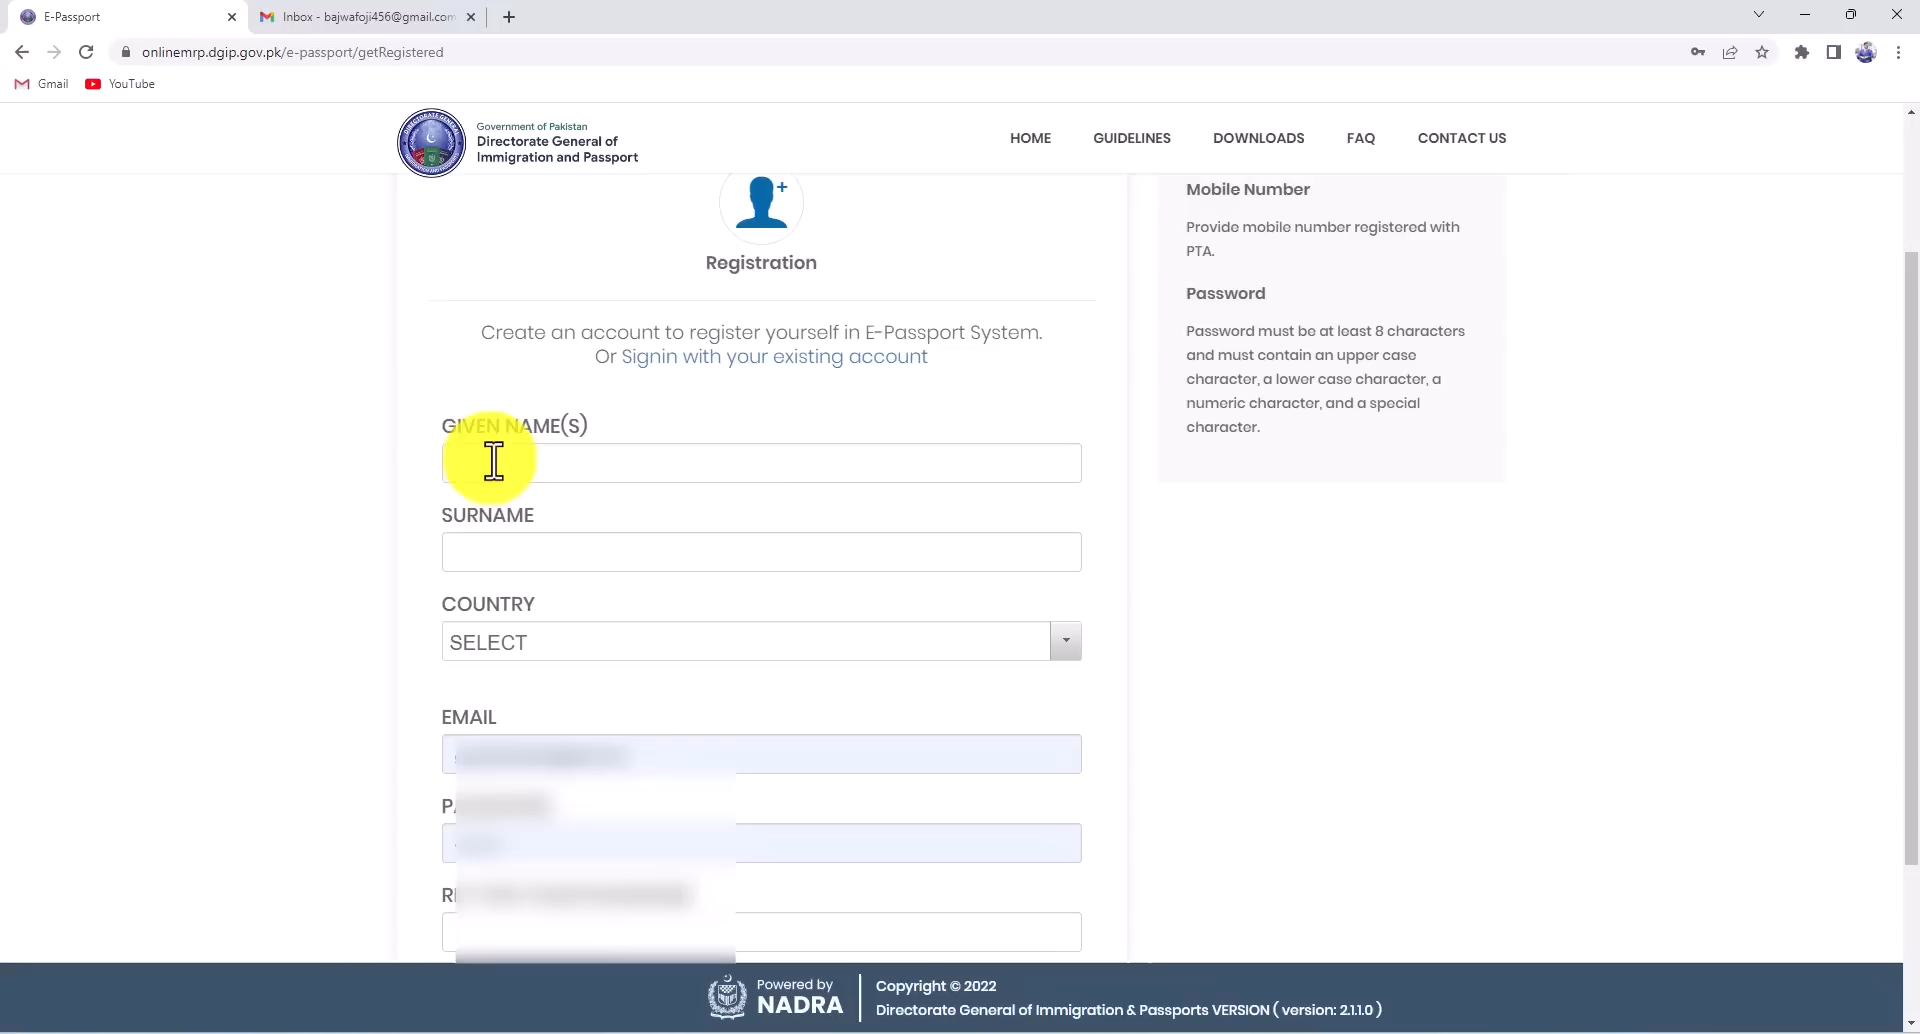 E-Passport
Inbox - bajwafoji456@gmail.com
onlinemrp.dgip.gov.pk/e-passport/getRegistered
Gmail
YouTube
Government of Pakistan
Directorate General of
Immigration and Passport
HOME
GUIDELINES
DOWNLOADS
FAQ
CONTACT US
Registration
Create an account to register yourself in E-Passport System.
Or Signin with your existing account
GIVEN NAME(S)
SURNAME
COUNTRY
SELECT
EMAIL
Mobile Number
Provide mobile number registered with
PTA.
Password
Password must be at least 8 characters
and must contain an upper case
character, a lower case character, a
numeric character, and a special
character.
Powered by
NADRA
Copyright © 2022
Directorate General of Immigration & Passports VERSION ( version: 2.1.1.0 )